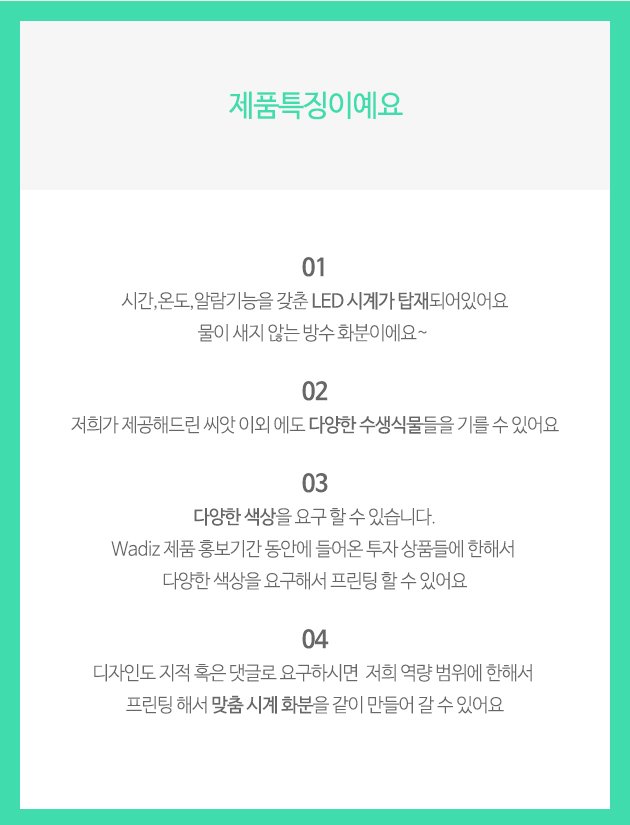 제품특징이예요
01
시간,온도,알람기능을 갖춘 LED 시계가 탑재되어있어요
물이 새지 않는 방수 화분이에요~
02
저희가 제공해드린 씨앗 이외 에도 다양한 수생식물들을 기를 수 있어요
03
다양한 색상을 요구 할 수 있습니다.
Wadiz 제품 홍보기간 동안에 들어온 투자 상품들에 한해서
다양한 색상을 요구해서 프린팅 할 수 있어요
04
디자인도 지적 혹은 댓글로 요구하시면 저희 역량 범위에 한해서
프린팅 해서 맞춤 시계 화분을 같이 만들어 갈 수 있어요